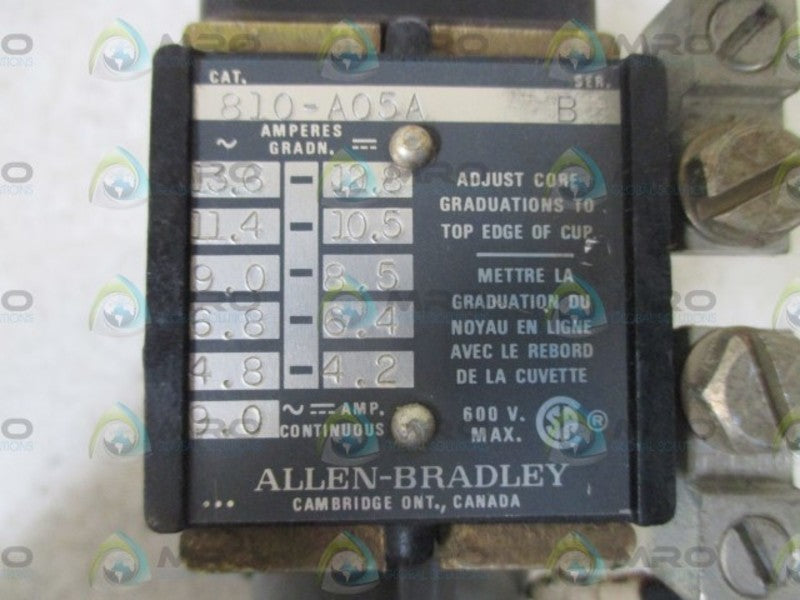 CAT. SER.
810-A05A B
~ AMPERES GRADN. ⎓
13.6 - 12.8
11.4 - 10.5
9.0 - 8.5
6.8 - 6.4
4.8 - 4.2
9.0 ~ ⎓ AMP.
CONTINUOUS
ADJUST CORE
GRADUATIONS TO
TOP EDGE OF CUP
METTRE LA
GRADUATION DU
NOYAU EN LIGNE
AVEC LE REBORD
DE LA CUVETTE
600 V.
MAX.
SA ®
ALLEN-BRADLEY
CAMBRIDGE ONT., CANADA
MRO